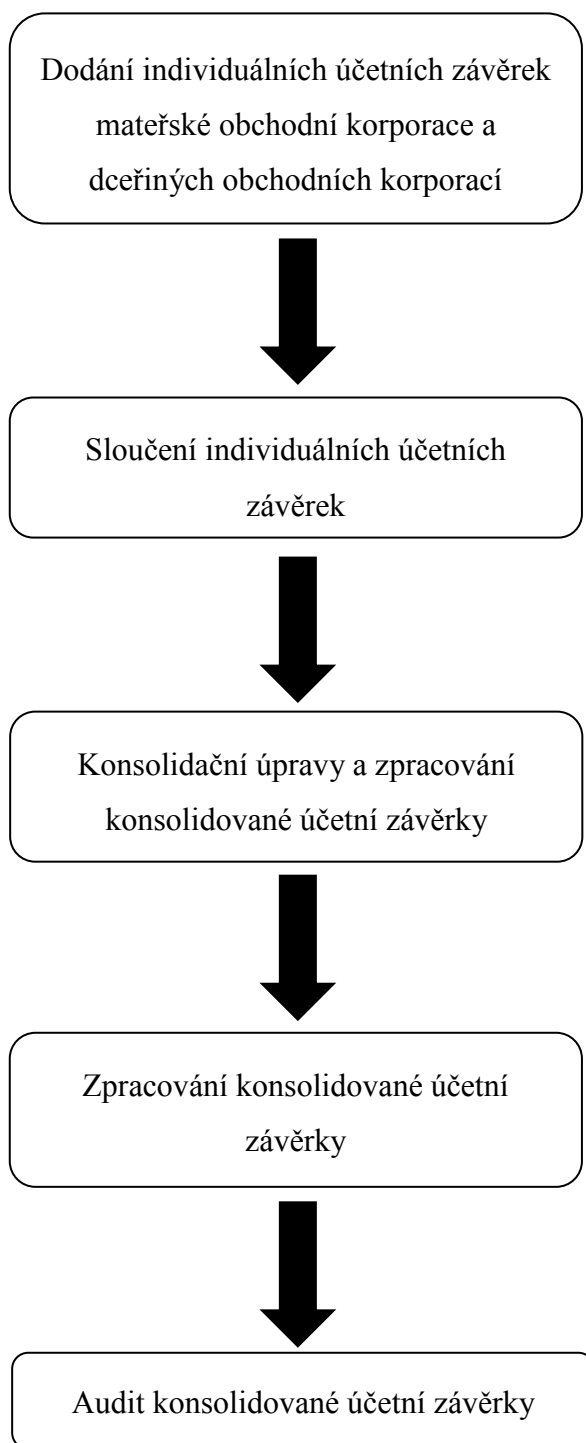 Dodání individuálních účetních závěrek
mateřské obchodní korporace a
dceřiných obchodních korporací
Sloučení individuálních účetních
závěrek
Konsolidační úpravy a zpracování
konsolidované účetní závěrky
Zpracování konsolidované účetní
závěrky
Audit konsolidované účetní závěrky